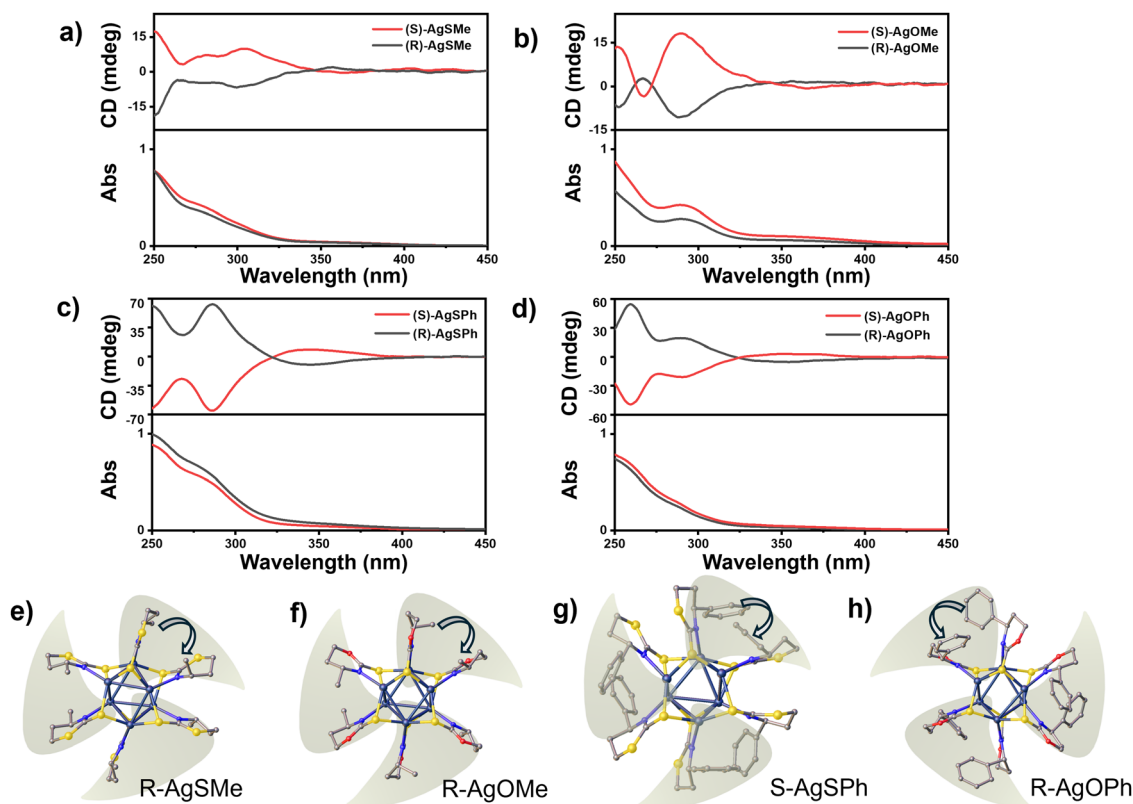 a)
CD (mdeg)
15
0
-15
(S)-AgSMe
(R)-AgSMe
Abs
1
0
250 300 350 400 450
Wavelength (nm)
b)
CD (mdeg)
15
0
-15
(S)-AgOMe
(R)-AgOMe
Abs
1
0
250 300 350 400 450
Wavelength (nm)
c)
CD (mdeg)
70
35
0
-35
-70
(S)-AgSPh
(R)-AgSPh
Abs
1
0
250 300 350 400 450
Wavelength (nm)
d)
CD (mdeg)
60
30
0
-30
-60
(S)-AgOPh
(R)-AgOPh
Abs
1
0
250 300 350 400 450
Wavelength (nm)
e)
R-AgSMe
f)
R-AgOMe
g)
S-AgSPh
h)
R-AgOPh